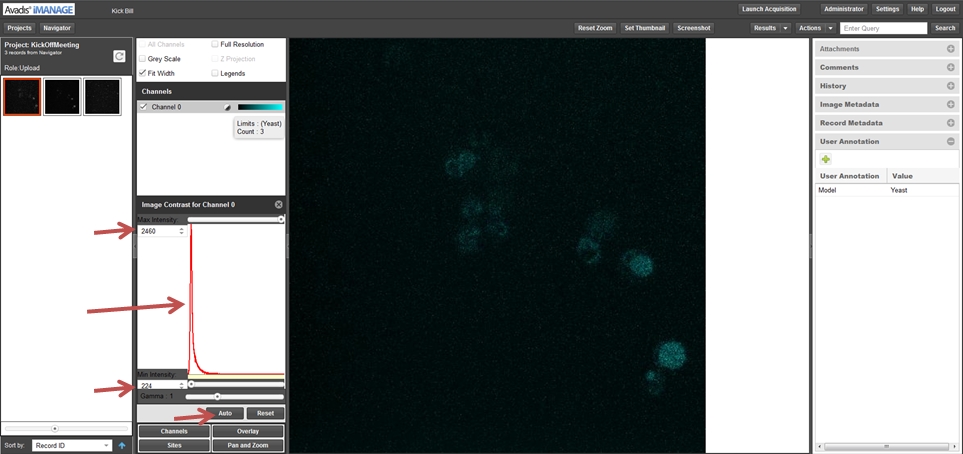 Avadis iMANAGE
Kick Bill
Launch Acquisition
Administrator
Settings
Help
Logout
Projects
Navigator
Reset Zoom
Set Thumbnail
Screenshot
Results
Actions
Enter Query
Search
Project: KickOffMeeting
3 records from Navigator
Role:Upload
Sort by:
Record ID
All Channels
Full Resolution
Grey Scale
Z Projection
Fit Width
Legends
Channels
Channel 0
Limits : (Yeast)
Count : 3
Image Contrast for Channel 0
Max Intensity:
2460
Min Intensity:
224
Gamma : 1
Auto
Reset
Channels
Overlay
Sites
Pan and Zoom
Attachments
Comments
History
Image Metadata
Record Metadata
User Annotation
User Annotation
Value
Model
Yeast